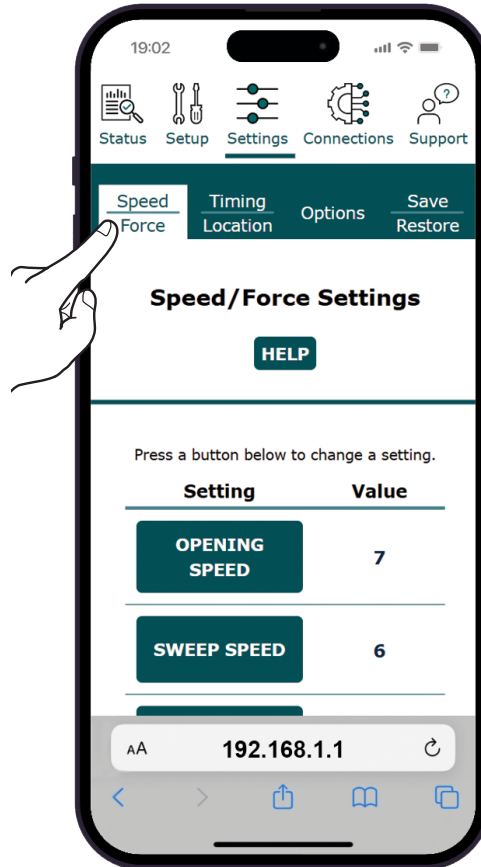 19:02
Status Setup Settings Connections Support
Speed Timing Options Save
Force Location Restore
Speed/Force Settings
HELP
Press a button below to change a setting.
Setting Value
OPENING
SPEED
7
SWEEP SPEED 6
AA 192.168.1.1